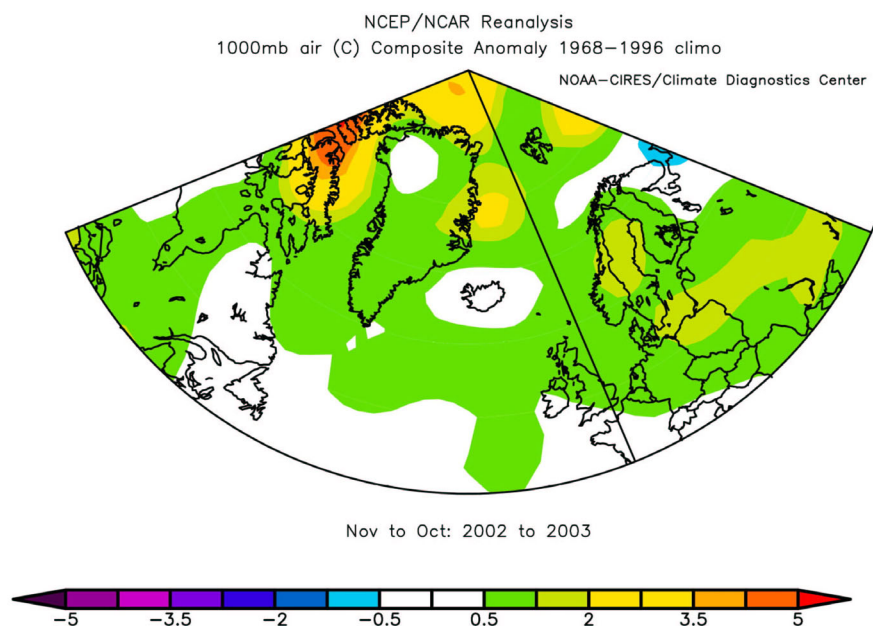 NCEP/NCAR Reanalysis
1000mb air (C) Composite Anomaly 1968−1996 climo
NOAA−CIRES/Climate Diagnostics Center
Nov to Oct: 2002 to 2003
−5 −3.5 −2 −0.5 0.5 2 3.5 5